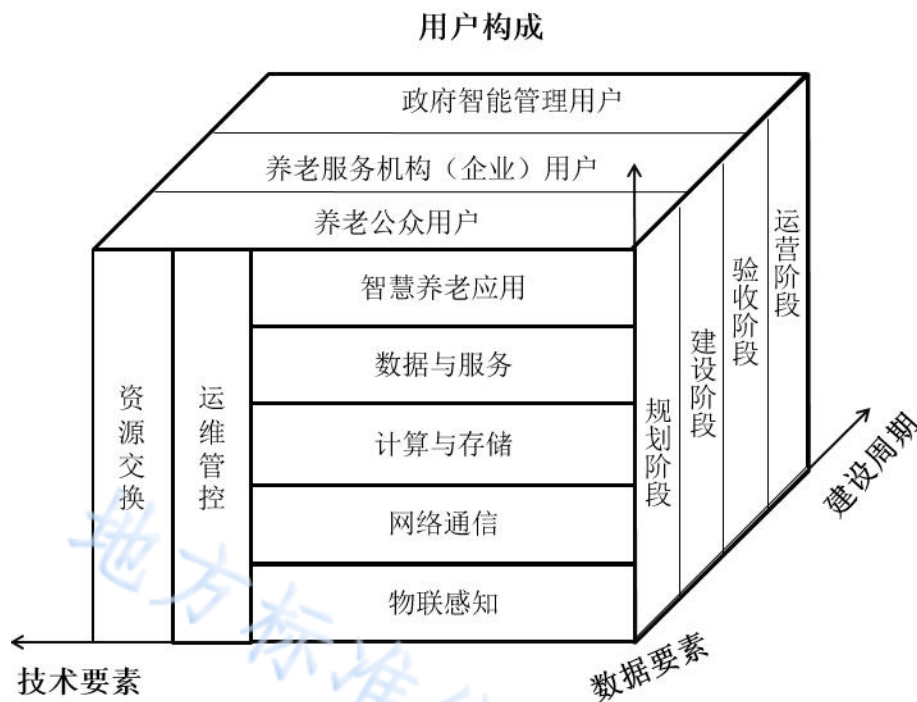 用户构成
政府智能管理用户
养老服务机构（企业）用户
养老公众用户
资源交换
运维管控
智慧养老应用
数据与服务
计算与存储
网络通信
物联感知
规划阶段
建设阶段
验收阶段
运营阶段
建设周期
数据要素
技术要素
地方标准